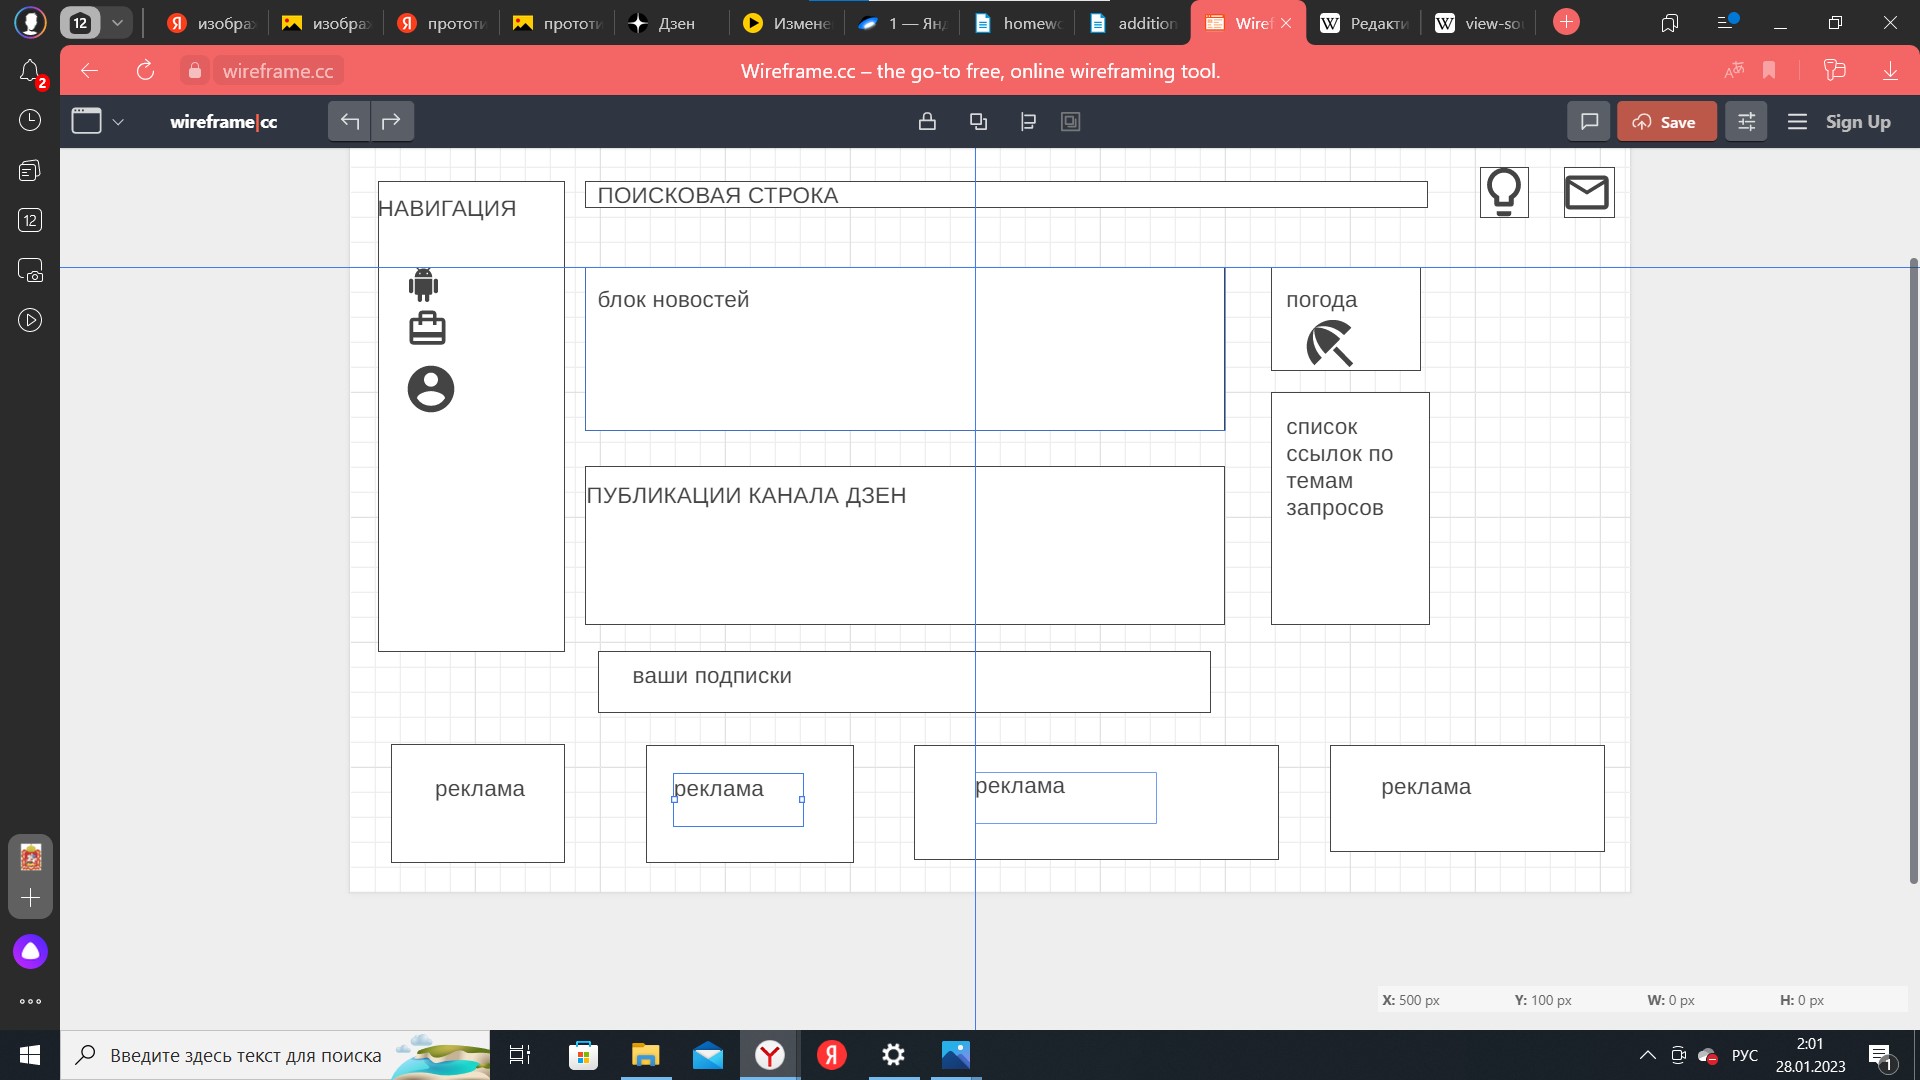 12
изобра
изобра
прототи
прототи
Дзен
Измене
1 — Янд
homewo
addition
Wiref
Редакти
view-so
2
wireframe.cc
Wireframe.cc – the go-to free, online wireframing tool.
wireframe|cc
Save
Sign Up
12
НАВИГАЦИЯ
ПОИСКОВАЯ СТРОКА
блок новостей
погода
список
ссылок по
темам
запросов
ПУБЛИКАЦИИ КАНАЛА ДЗЕН
ваши подписки
реклама
реклама
реклама
реклама
X: 500 px
Y: 100 px
W: 0 px
H: 0 px
Введите здесь текст для поиска
Y
Я
РУС
2:01
28.01.2023
1